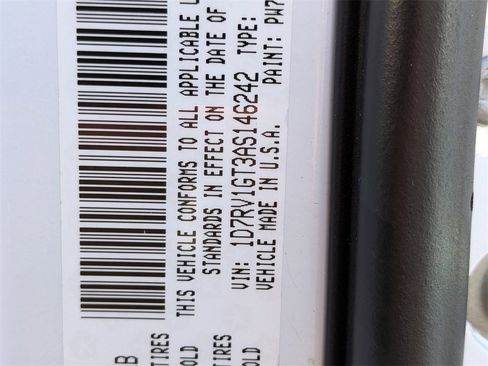 THIS VEHICLE CONFORMS TO ALL APPLICABLE
STANDARDS IN EFFECT ON THE DATE OF
VIN: 1D7RV1GT3AS146242 TYPE:
VEHICLE MADE IN U.S.A. PAINT: PW7
B
TIRES
OLD
TIRES
OLD